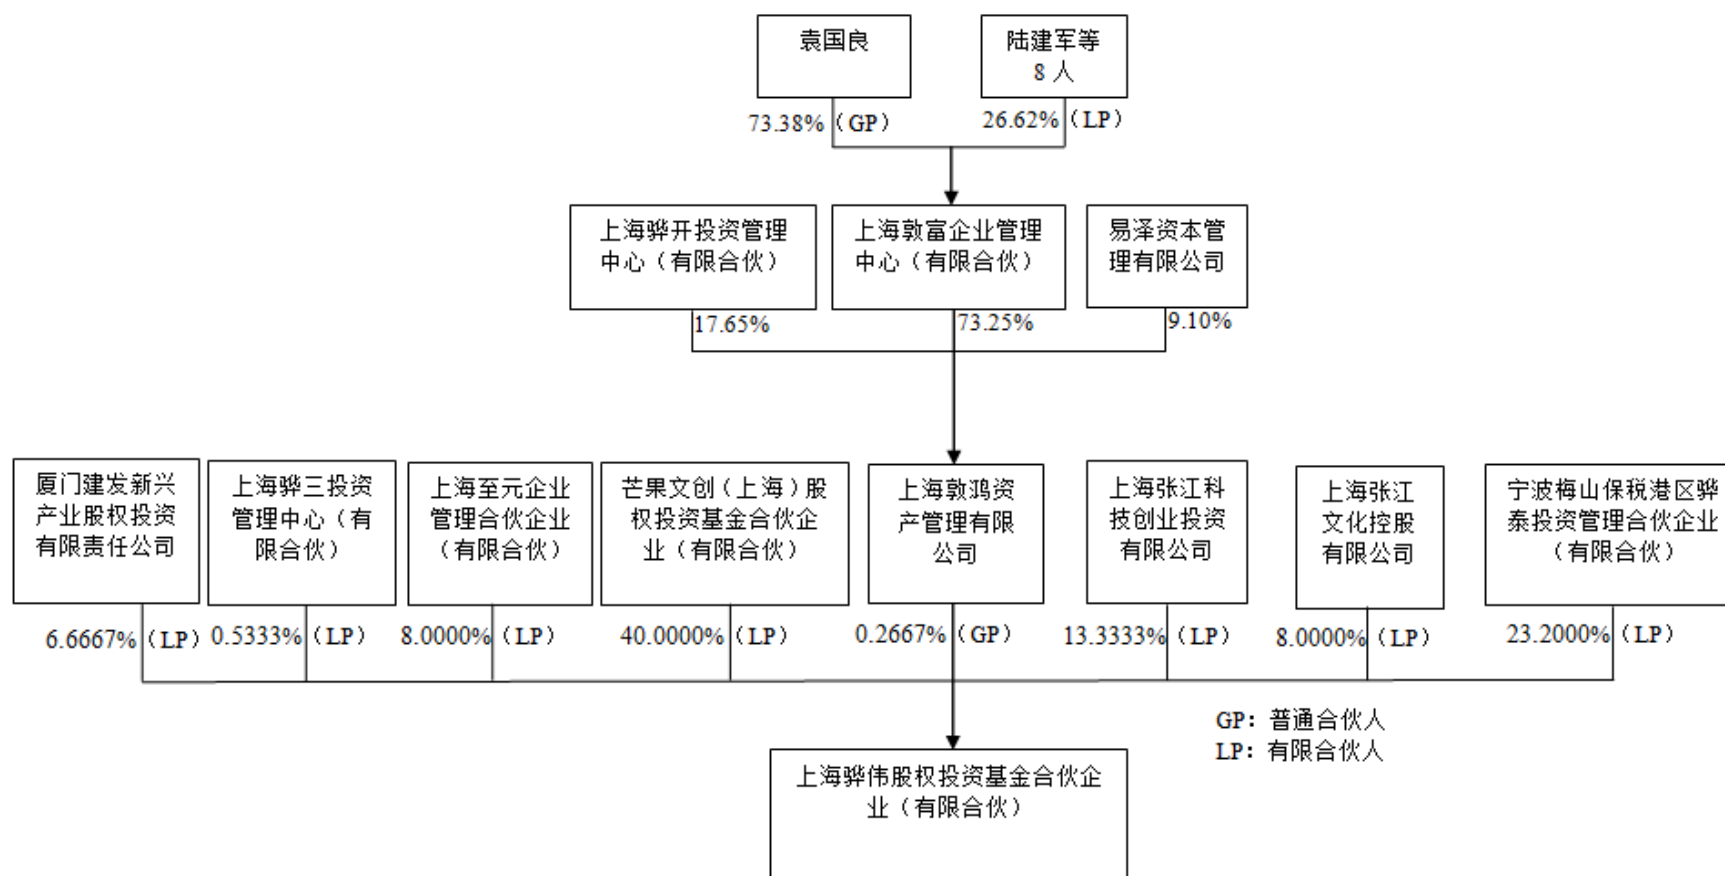 袁国良
陆建军等
8 人
73.38%（GP）
26.62%（LP）
上海骅开投资管理
中心（有限合伙）
上海敦富企业管理
中心（有限合伙）
易泽资本管
理有限公司
17.65%
73.25%
9.10%
厦门建发新兴
产业股权投资
有限责任公司
上海骅三投资
管理中心（有
限合伙）
上海至元企业
管理合伙企业
（有限合伙）
芒果文创（上海）股
权投资基金合伙企
业（有限合伙）
上海敦鸿资
产管理有限
公司
上海张江科
技创业投资
有限公司
上海张江
文化控股
有限公司
宁波梅山保税港区骅
泰投资管理合伙企业
（有限合伙）
6.6667%（LP）
0.5333%（LP）
8.0000%（LP）
40.0000%（LP）
0.2667%（GP）
13.3333%（LP）
8.0000%（LP）
23.2000%（LP）
GP：普通合伙人
LP：有限合伙人
上海骅伟股权投资基金合伙企
业（有限合伙）